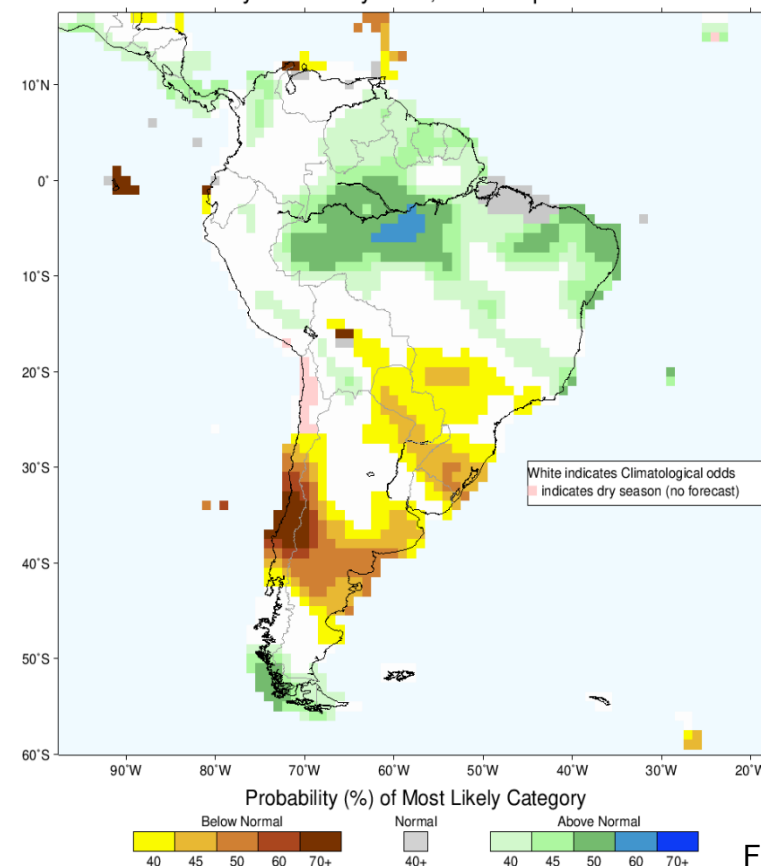 10°N
0°
10°S
20°S
30°S
40°S
50°S
60°S
White indicates Climatological odds
indicates dry season (no forecast)
90°W 80°W 70°W 60°W 50°W 40°W 30°W 20°W
Probability (%) of Most Likely Category
Below Normal Normal Above Normal
40 45 50 60 70+ 40+ 40 45 50 60 70+
F